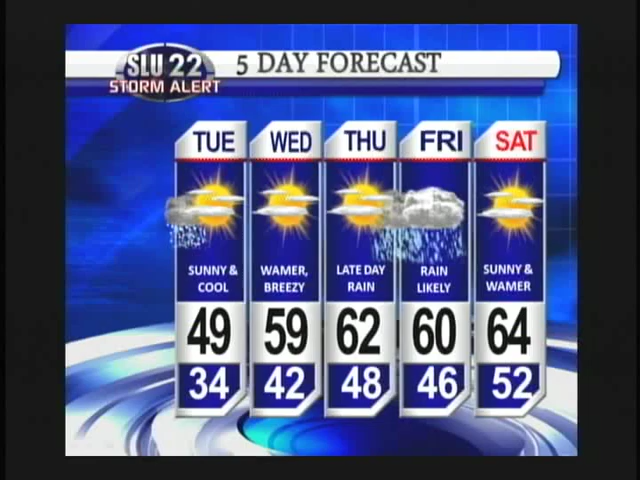 SLU 22
STORM ALERT
5 DAY FORECAST
TUE WED THU FRI SAT
SUNNY & COOL
WAMER, BREEZY
LATE DAY RAIN
RAIN LIKELY
SUNNY & WAMER
49 59 62 60 64
34 42 48 46 52